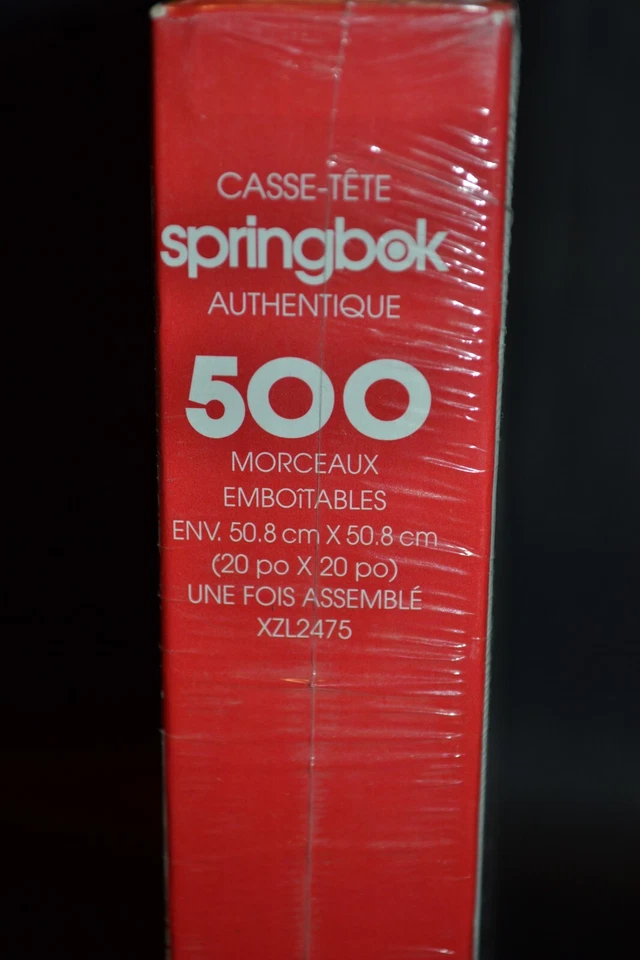 CASSE-TÊTE
springbok
AUTHENTIQUE
500
MORCEAUX
EMBOîTABLES
ENV. 50.8 cm X 50.8 cm
(20 po X 20 po)
UNE FOIS ASSEMBLÉ
XZL2475